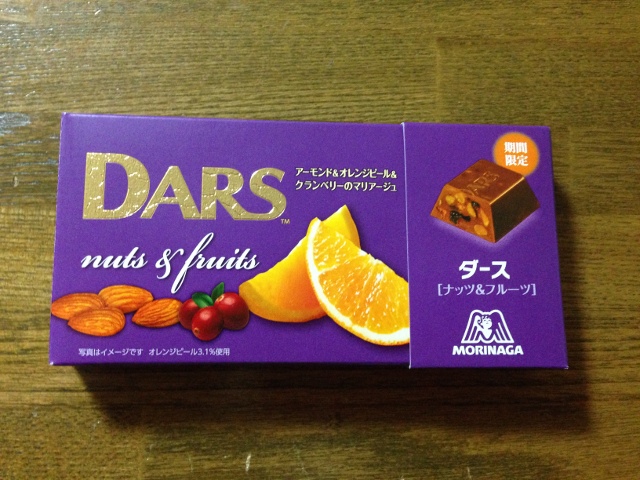 DARS
TM
アーモンド&オレンジピール&
クランベリーのマリアージュ
nuts & fruits
写真はイメージです オレンジピール3.1%使用
期間
限定
DARS
ダース
[ナッツ&フルーツ]
MORINAGA